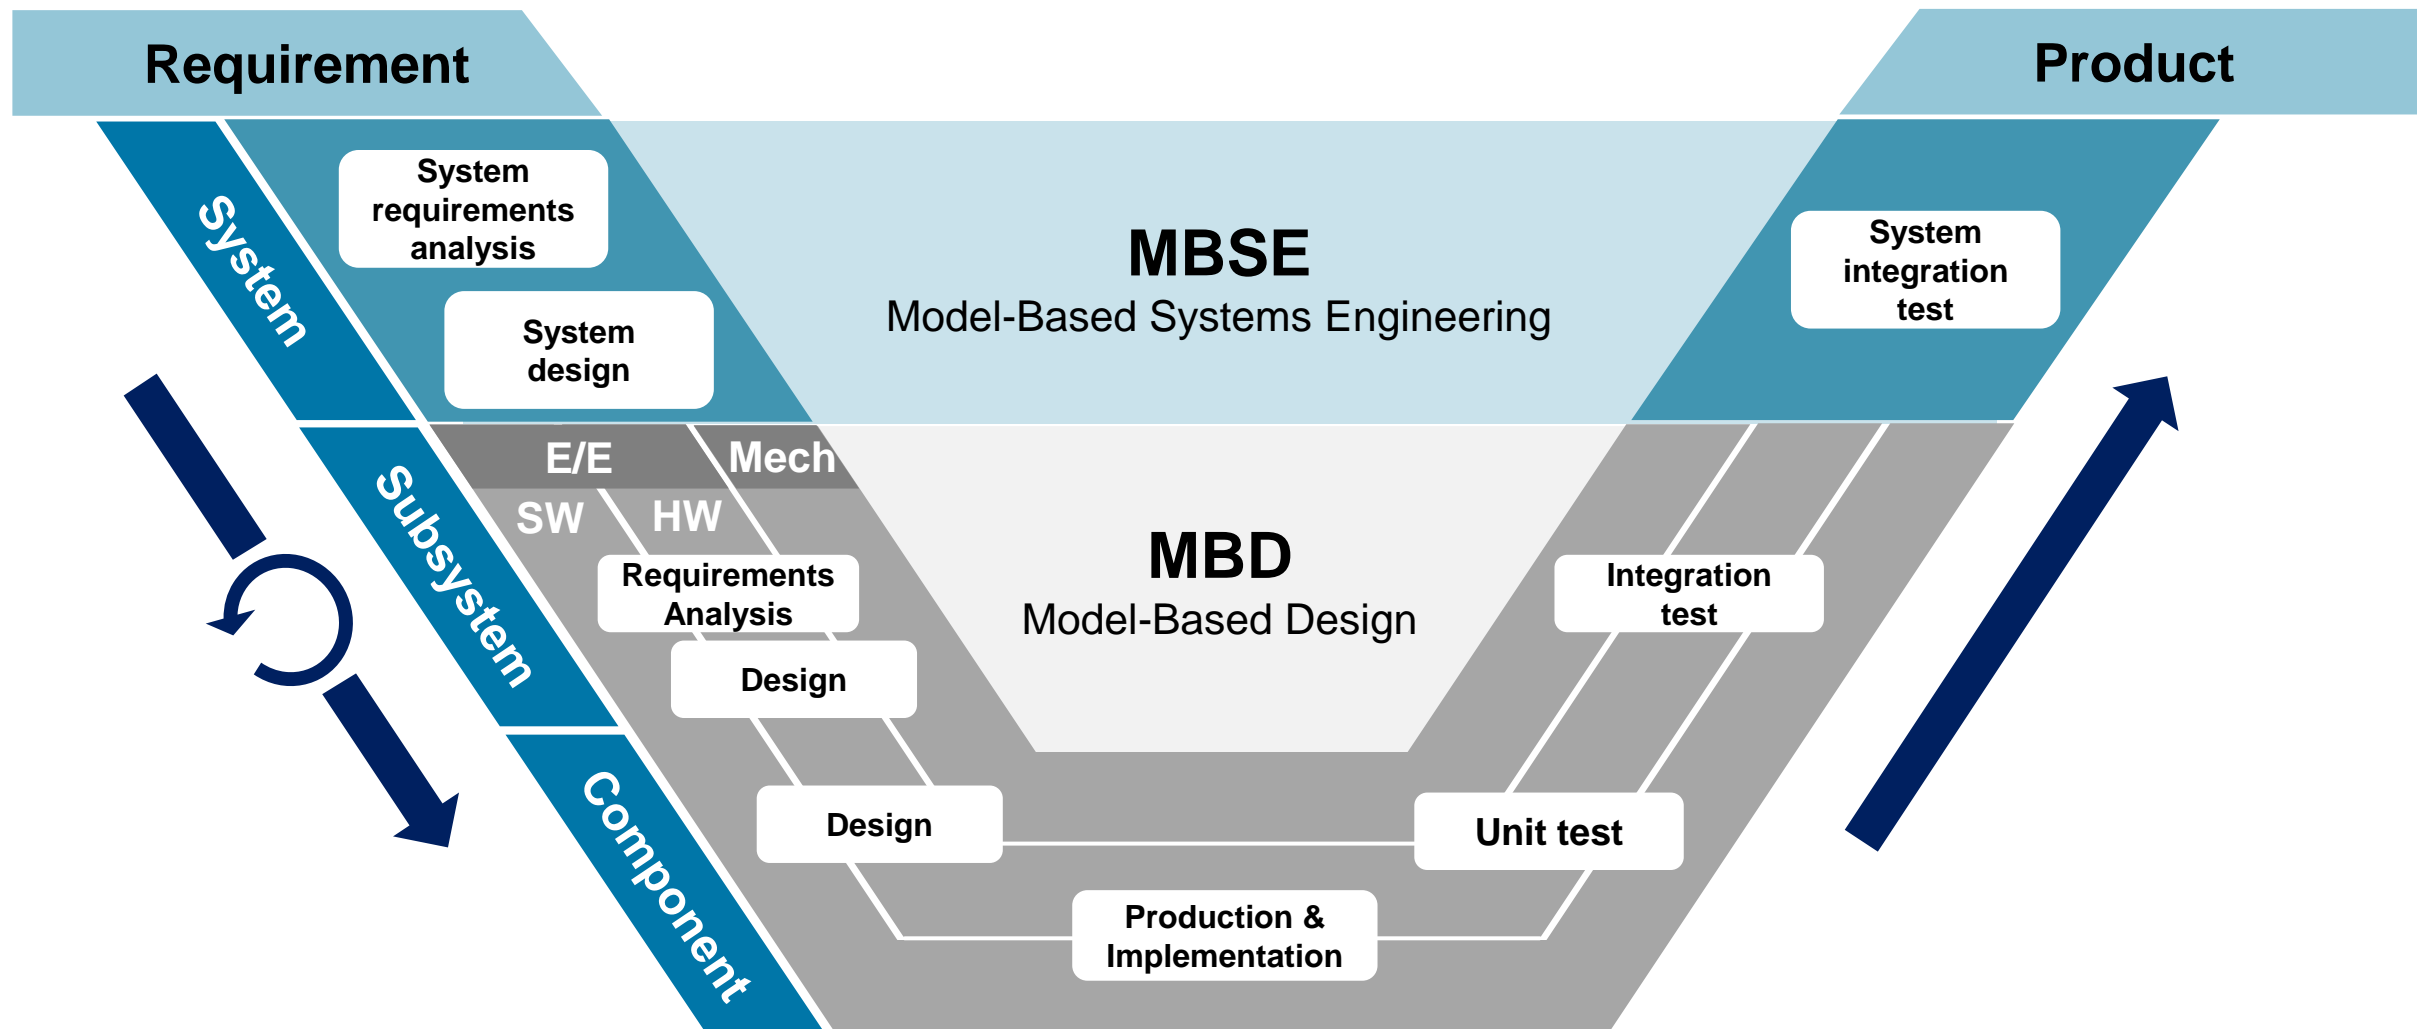 Requirement
Product
System
System
requirements
analysis
System
design
MBSE
Model-Based Systems Engineering
System
integration
test
Subsystem
E/E
Mech
SW
HW
Requirements
Analysis
Design
MBD
Model-Based Design
Integration
test
Component
Design
Unit test
Production &
Implementation